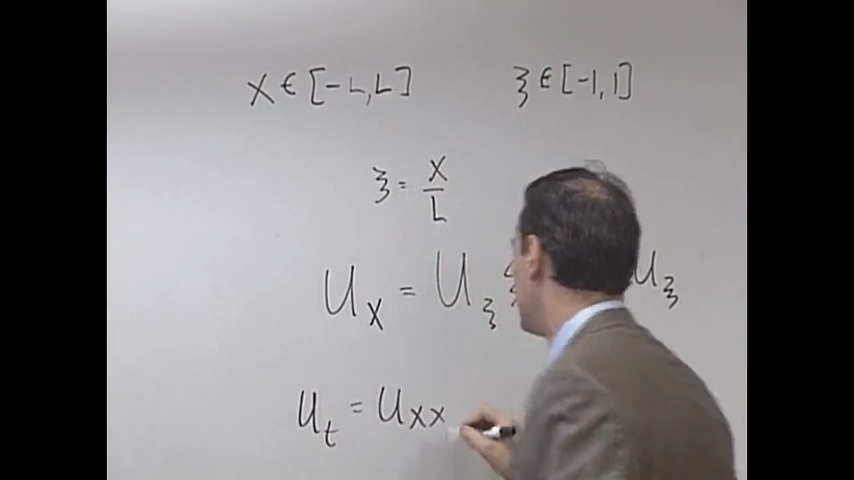 x ∈ [-L, L] ξ ∈ [-1, 1]
ξ = x/L
u_x = u_ξ u_ξ
u_t = u_xx